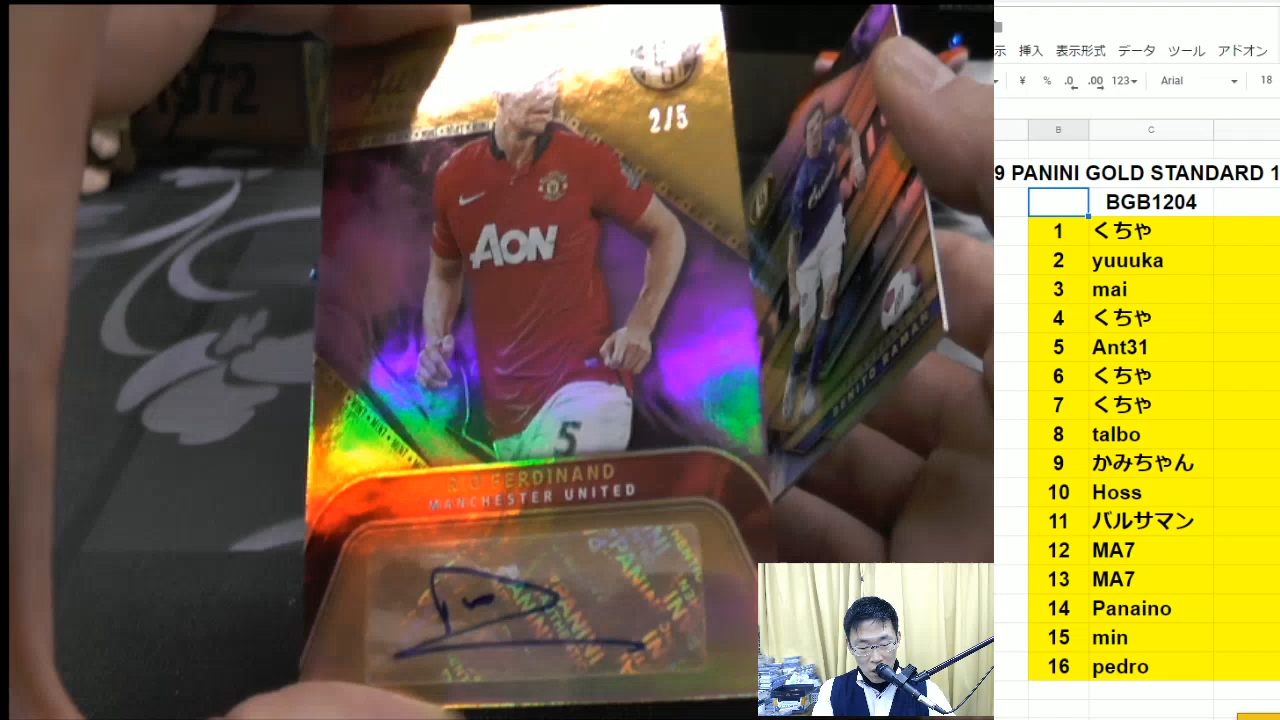 1972
2/5
AON
5
RIO FERDINAND
MANCHESTER UNITED
PANINI
BENITO RAMAN
示 挿入 表示形式 データ ツール アドオン
¥ % .0 .00 123 Arial 18
B C
9 PANINI GOLD STANDARD 1
BGB1204
1 くちゃ
2 yuuuka
3 mai
4 くちゃ
5 Ant31
6 くちゃ
7 くちゃ
8 talbo
9 かみちゃん
10 Hoss
11 バルサマン
12 MA7
13 MA7
14 Panaino
15 min
16 pedro